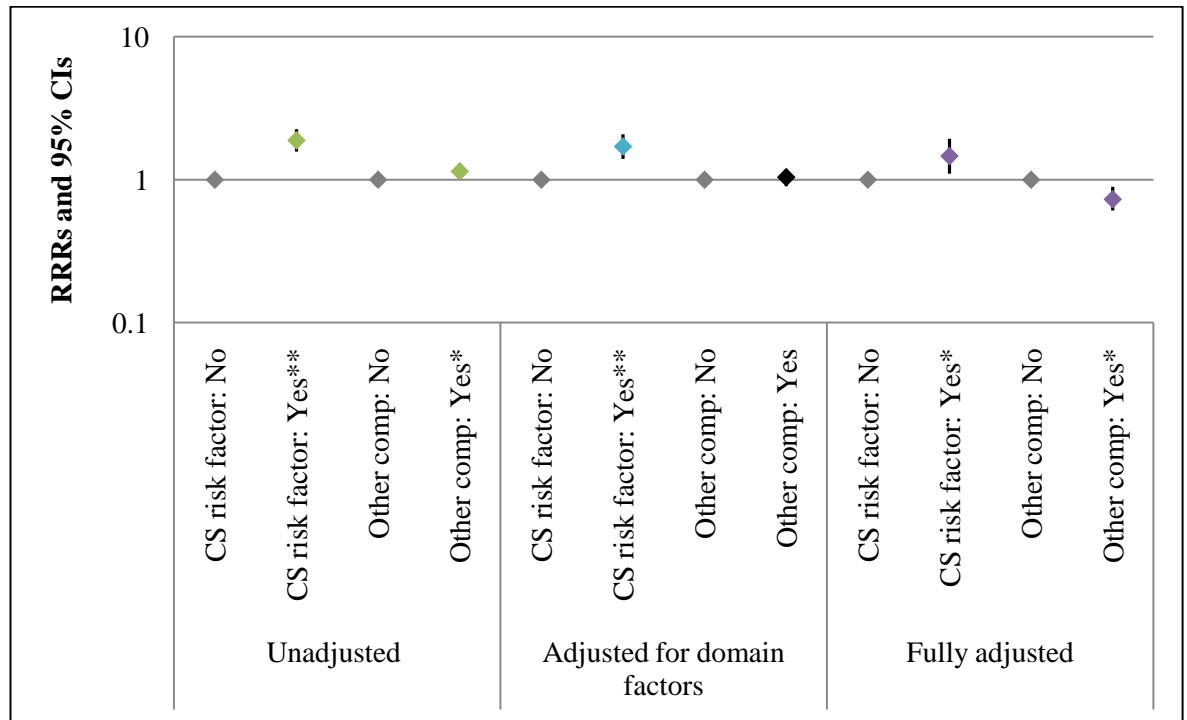 RRRs and 95% CIs
10
1
0.1
CS risk factor: No
CS risk factor: Yes**
Other comp: No
Other comp: Yes*
CS risk factor: No
CS risk factor: Yes**
Other comp: No
Other comp: Yes
CS risk factor: No
CS risk factor: Yes*
Other comp: No
Other comp: Yes*
Unadjusted
Adjusted for domain
factors
Fully adjusted